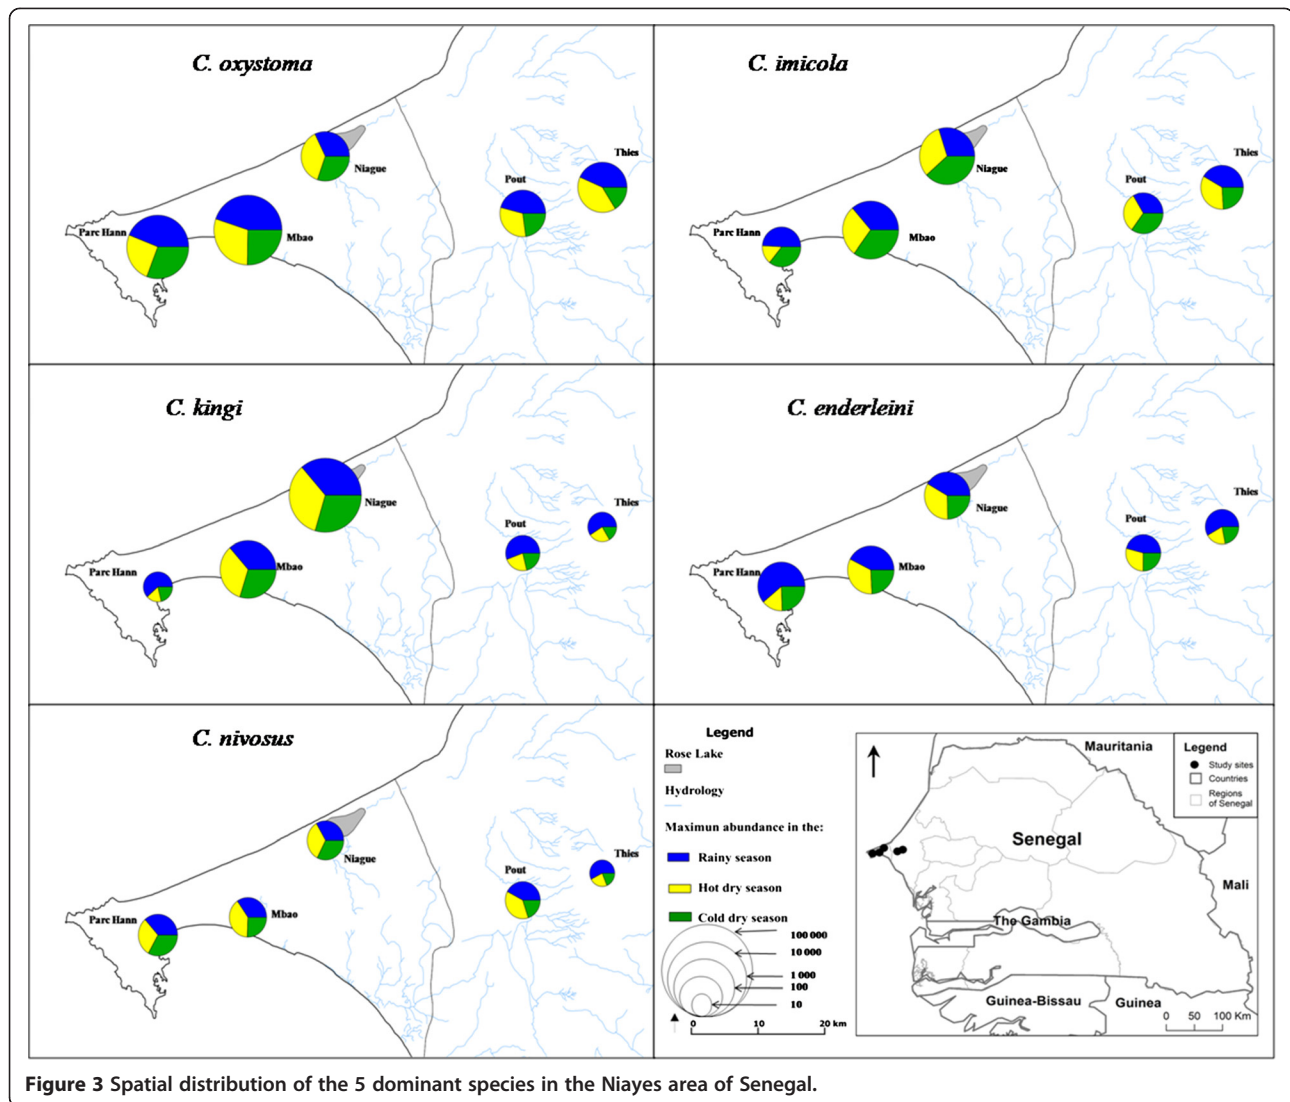 C. oxystoma
Niague
Thies
Pout
Parc Hann
Mbao
C. imicola
Niague
Thies
Pout
Parc Hann
Mbao
C. kingi
Niague
Thies
Pout
Parc Hann
Mbao
C. enderleini
Niague
Thies
Pout
Parc Hann
Mbao
C. nivosus
Niague
Thies
Pout
Parc Hann
Mbao
Legend
Rose Lake
Hydrology
Maximun abundance in the:
Rainy season
Hot dry season
Cold dry season
100 000
10 000
1 000
100
10
0 10 20 km
Mauritania
Legend
Study sites
Countries
Regions
of Senegal
Senegal
Mali
The Gambia
Guinea-Bissau
Guinea
0 50 100 Km
Figure 3 Spatial distribution of the 5 dominant species in the Niayes area of Senegal.